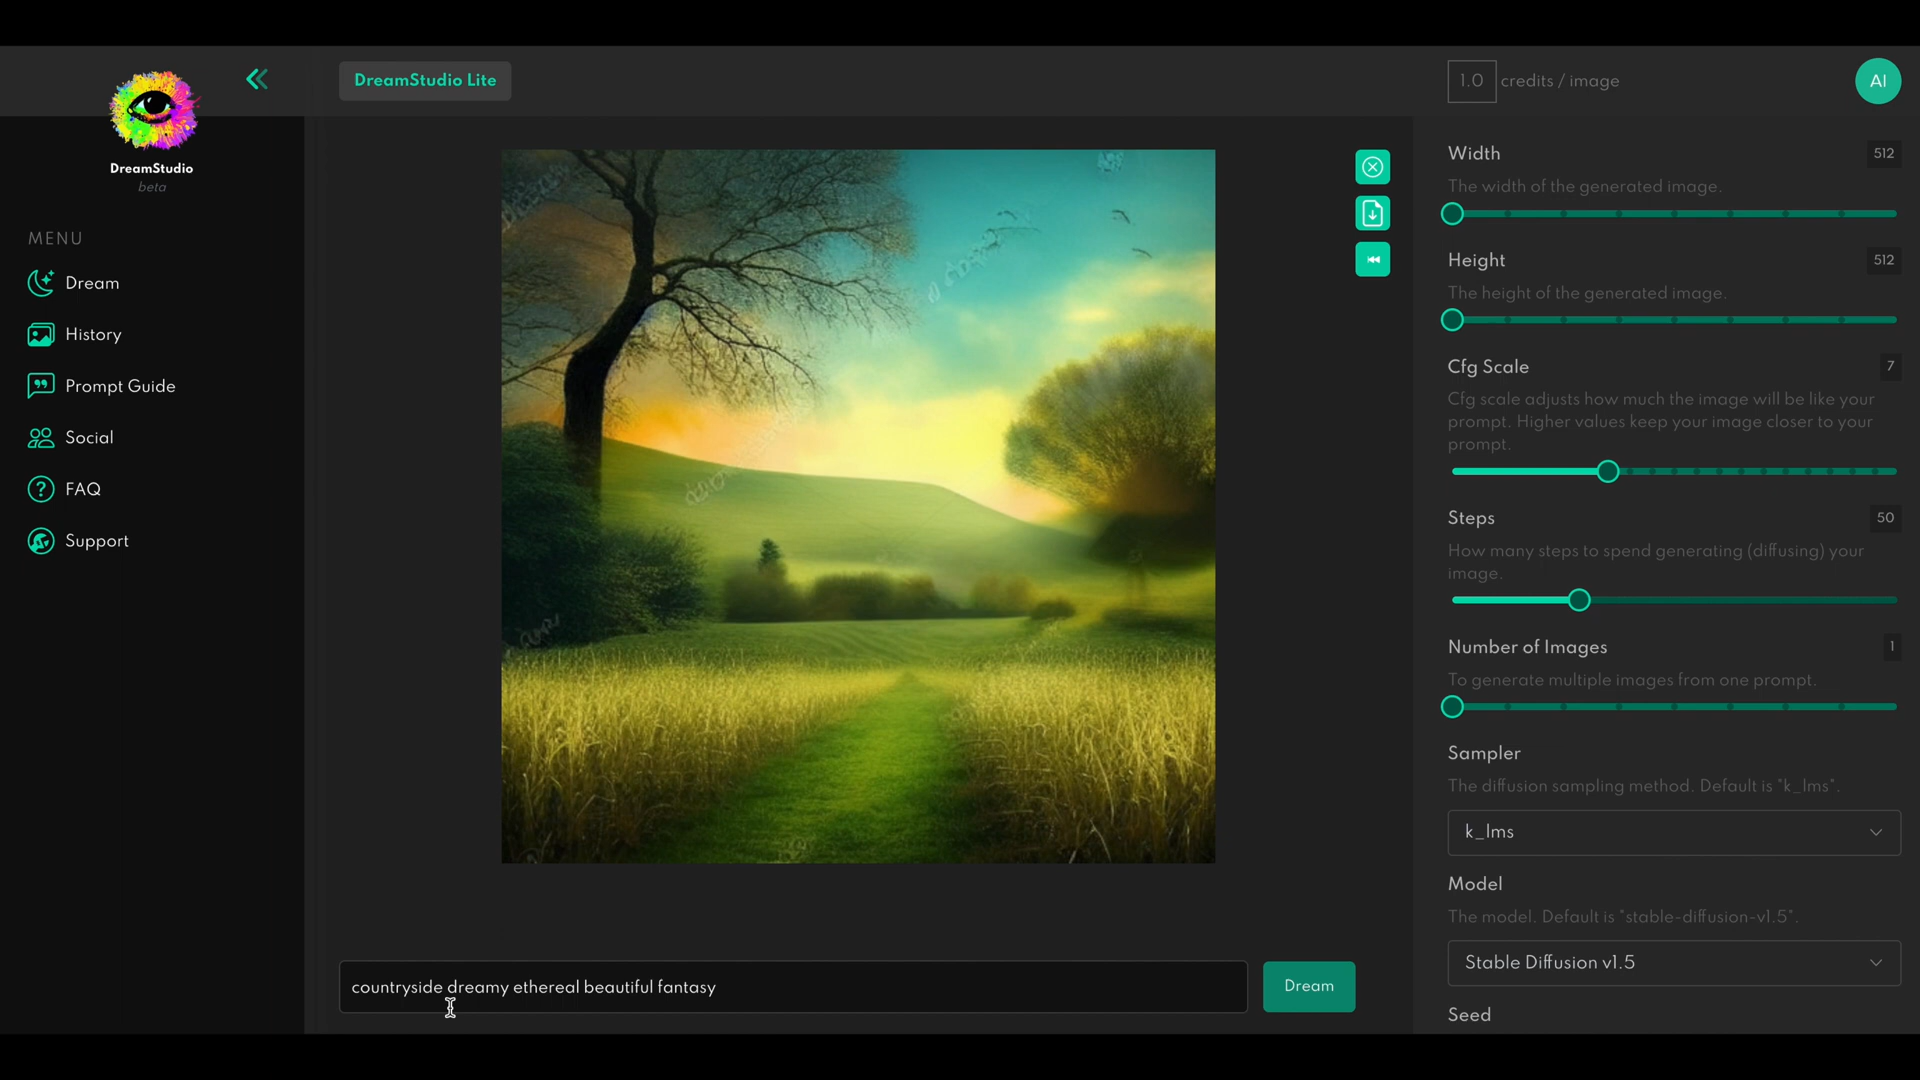 DreamStudio
beta
MENU
Dream
History
Prompt Guide
Social
FAQ
Support
DreamStudio Lite
countryside dreamy ethereal beautiful fantasy
Dream
1.0 credits / image
AI
Width 512
The width of the generated image.
Height 512
The height of the generated image.
Cfg Scale 7
Cfg scale adjusts how much the image will be like your
prompt. Higher values keep your image closer to your
prompt.
Steps 50
How many steps to spend generating (diffusing) your
image.
Number of Images 1
To generate multiple images from one prompt.
Sampler
The diffusion sampling method. Default is "k_lms".
k_lms
Model
The model. Default is "stable-diffusion-v1.5".
Stable Diffusion v1.5
Seed